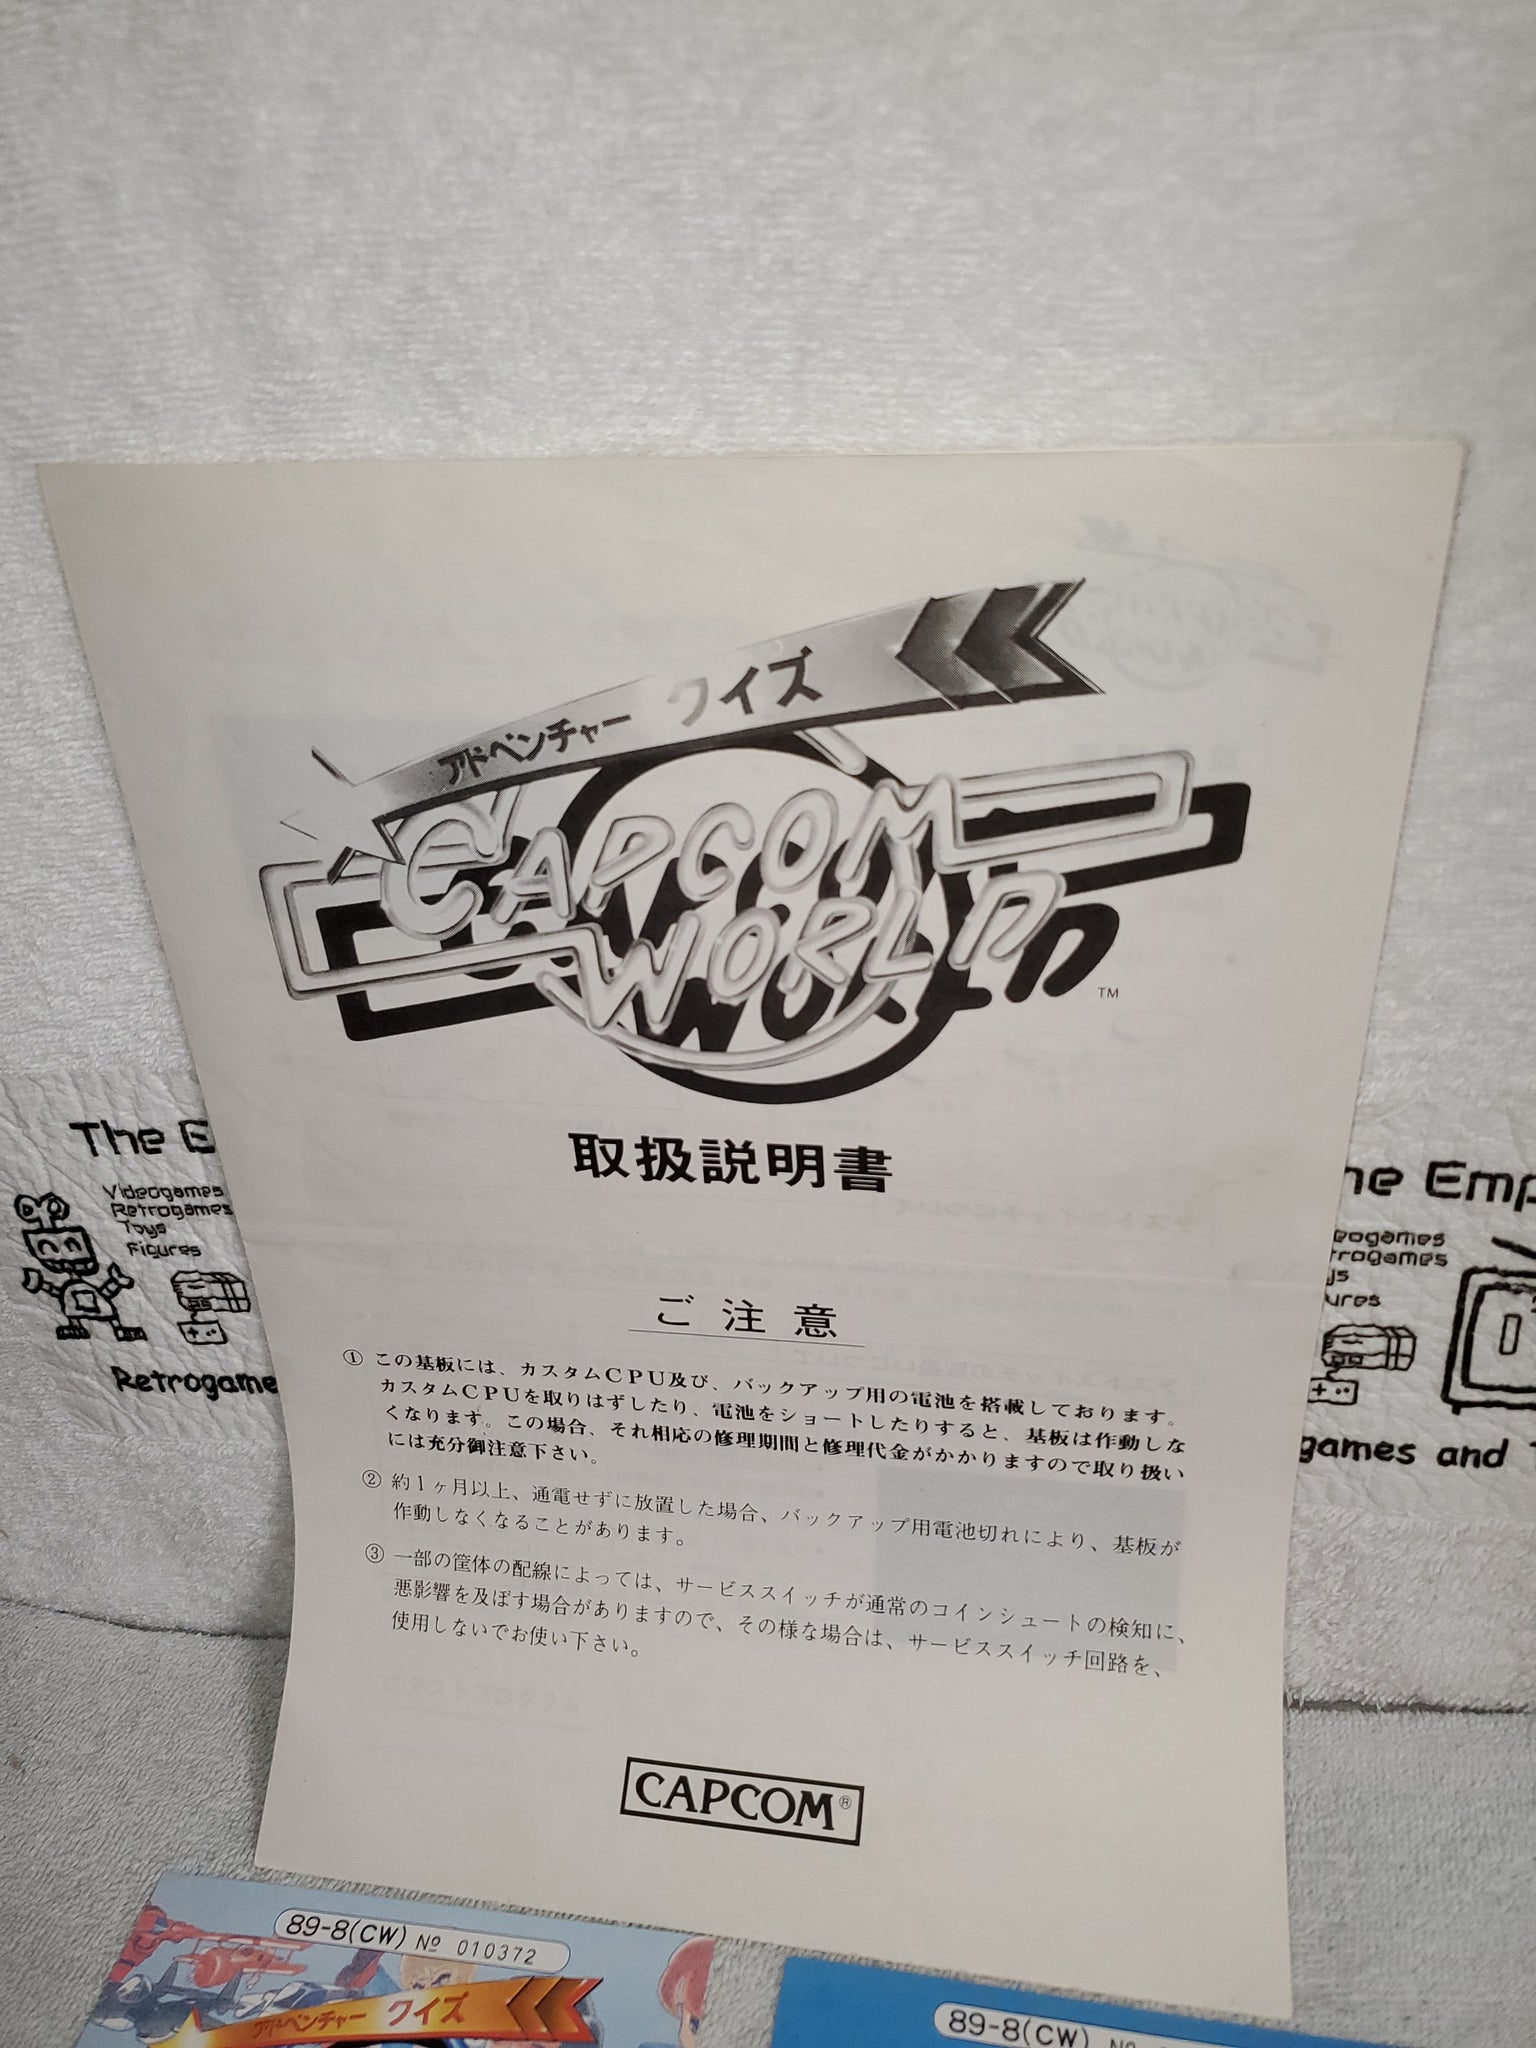 アドベンチャー クイズ
CAPCOM
WORLD
TM
取扱説明書
ご注意
① この基板には、カスタムCPU及び、バックアップ用の電池を搭載しております。
カスタムCPUを取りはずしたり、電池をショートしたりすると、基板は作動しな
くなります。この場合、それ相応の修理期間と修理代金がかかりますので取り扱い
には充分御注意下さい。
② 約1ヶ月以上、通電せずに放置した場合、バックアップ用電池切れにより、基板が
作動しなくなることがあります。
③ 一部の筐体の配線によっては、サービススイッチが通常のコインシュートの検知に、
悪影響を及ぼす場合がありますので、その様な場合は、サービススイッチ回路を、
使用しないでお使い下さい。
CAPCOM®
The E
Videogames
Retrogames
Toys
Figures
Retrogame
he Emp
eogames
rogames
ys
ures
games and
89-8(CW) № 010372
アドベンチャー クイズ
89-8(CW) №